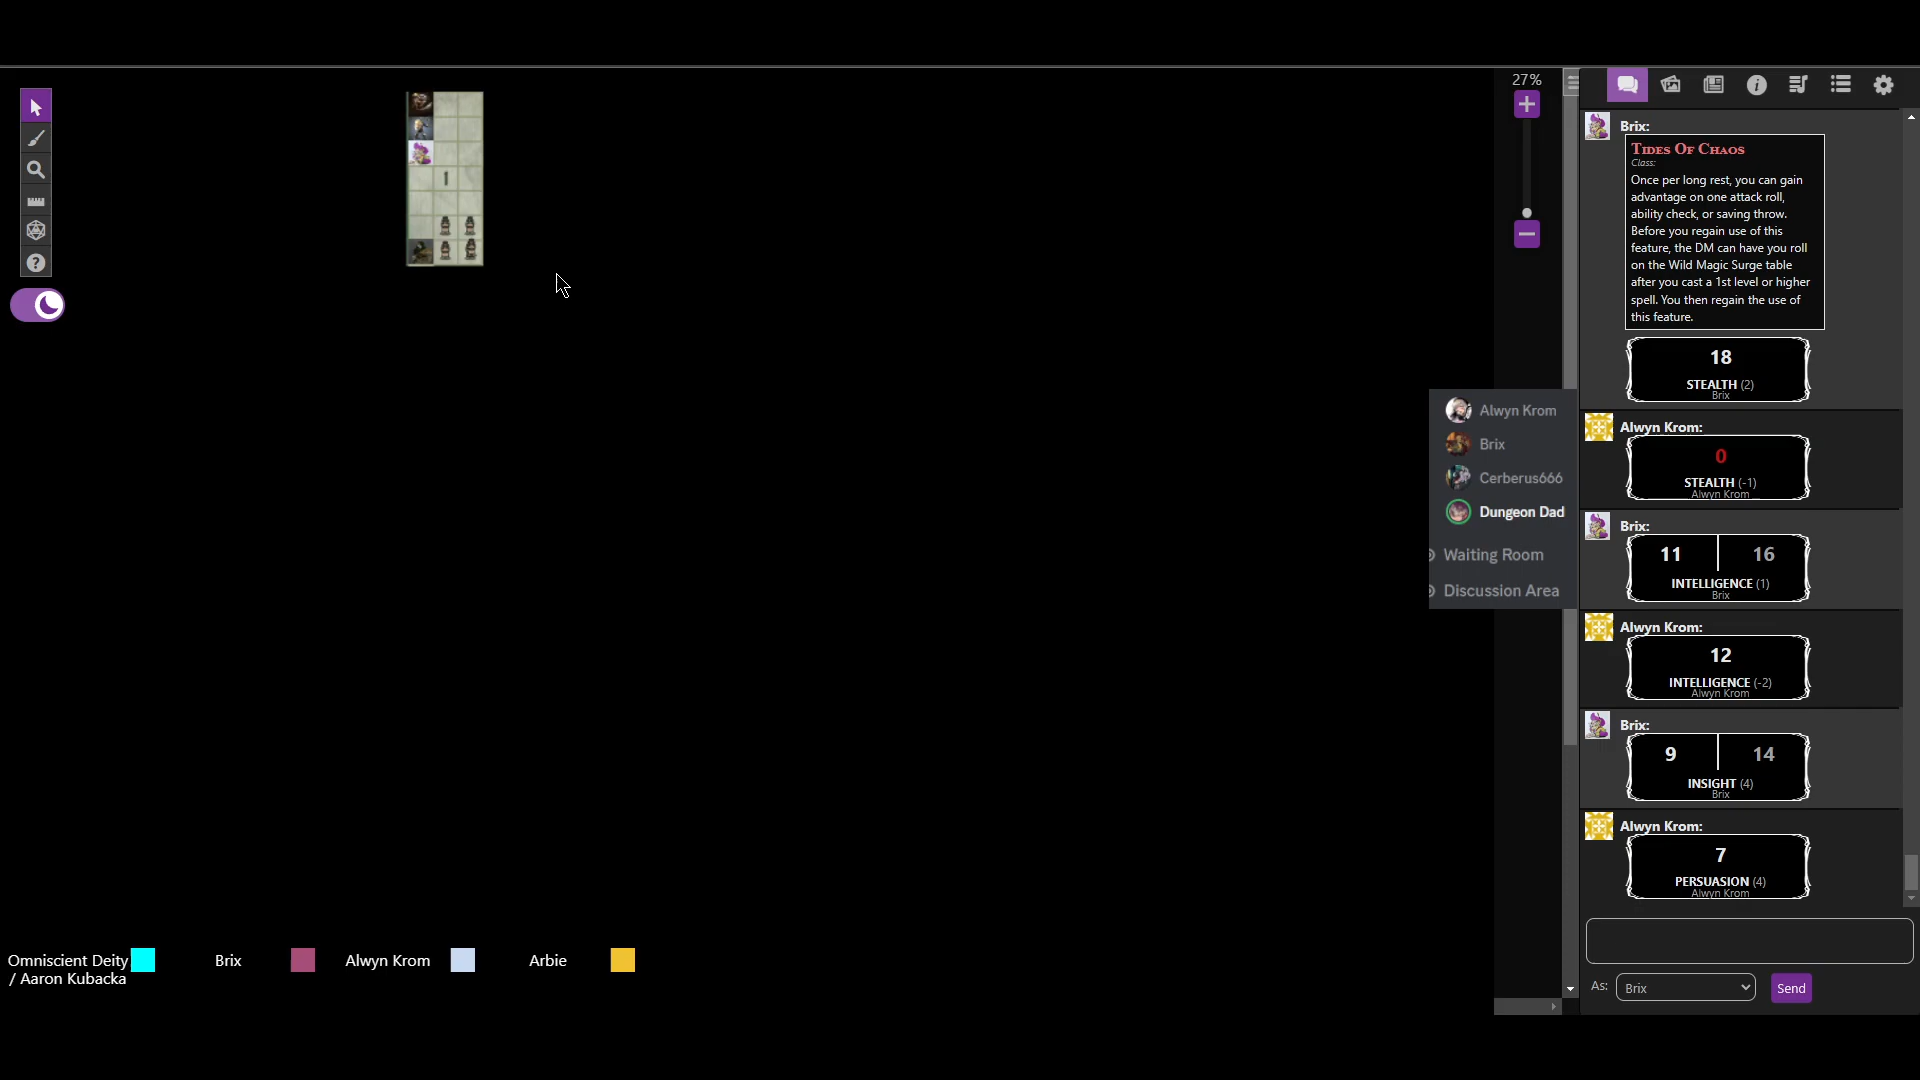 1
27%
Alwyn Krom
Brix
Cerberus666
Dungeon Dad
Waiting Room
Discussion Area
Brix:
Tides Of Chaos
Class:
Once per long rest, you can gain
advantage on one attack roll,
ability check, or saving throw.
Before you regain use of this
feature, the DM can have you roll
on the Wild Magic Surge table
after you cast a 1st level or higher
spell. You then regain the use of
this feature.
18
STEALTH (2)
Brix
Alwyn Krom:
0
STEALTH (-1)
Alwyn Krom
Brix:
11 16
INTELLIGENCE (1)
Brix
Alwyn Krom:
12
INTELLIGENCE (-2)
Alwyn Krom
Brix:
9 14
INSIGHT (4)
Brix
Alwyn Krom:
7
PERSUASION (4)
Alwyn Krom
As: Brix Send
Omniscient Deity
/ Aaron Kubacka
Brix
Alwyn Krom
Arbie